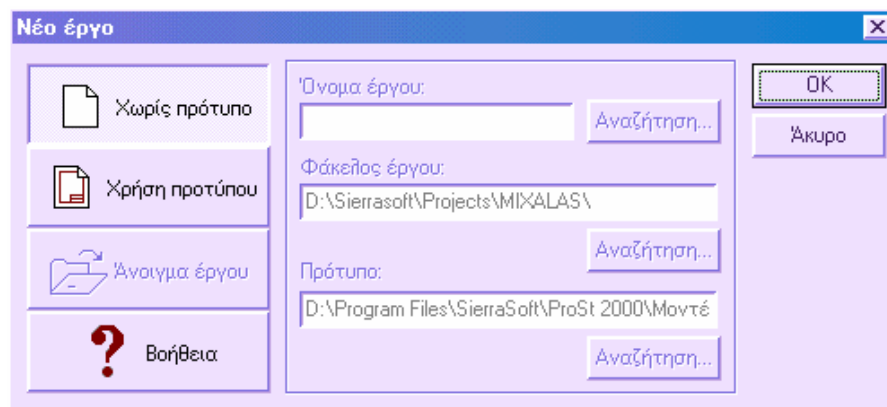 Νέο έργο
Χωρίς πρότυπο
Χρήση προτύπου
Άνοιγμα έργου
Βοήθεια
Όνομα έργου:
Αναζήτηση...
Φάκελος έργου:
D:\Sierrasoft\Projects\MIXALAS\
Αναζήτηση...
Πρότυπο:
D:\Program Files\SierraSoft\ProSt 2000\Μοντέ
Αναζήτηση...
OK
Άκυρο